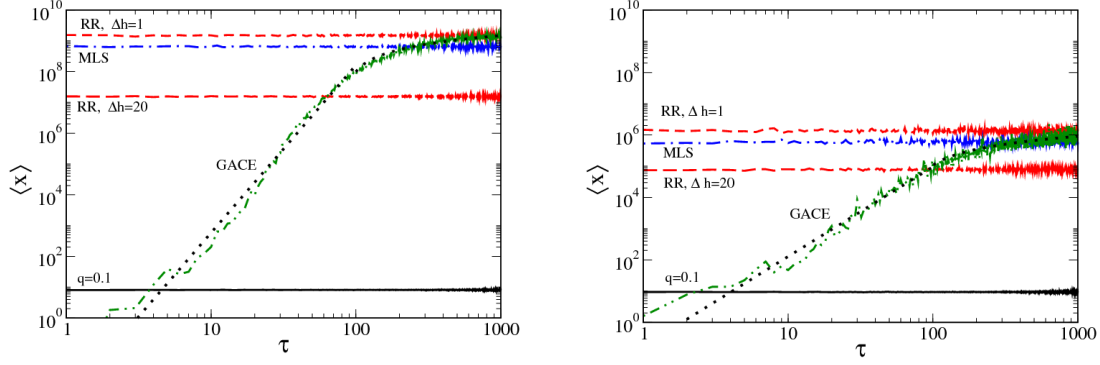 10^10
RR, Δh=1
MLS
10^8
RR, Δh=20
10^6
⟨x⟩
GACE
10^4
10^2
q=0.1
10^0
1
10
100
1000
τ
10^10
10^8
RR, Δ h=1
10^6
MLS
RR, Δ h=20
⟨x⟩
10^4
GACE
10^2
q=0.1
10^0
1
10
100
1000
τ